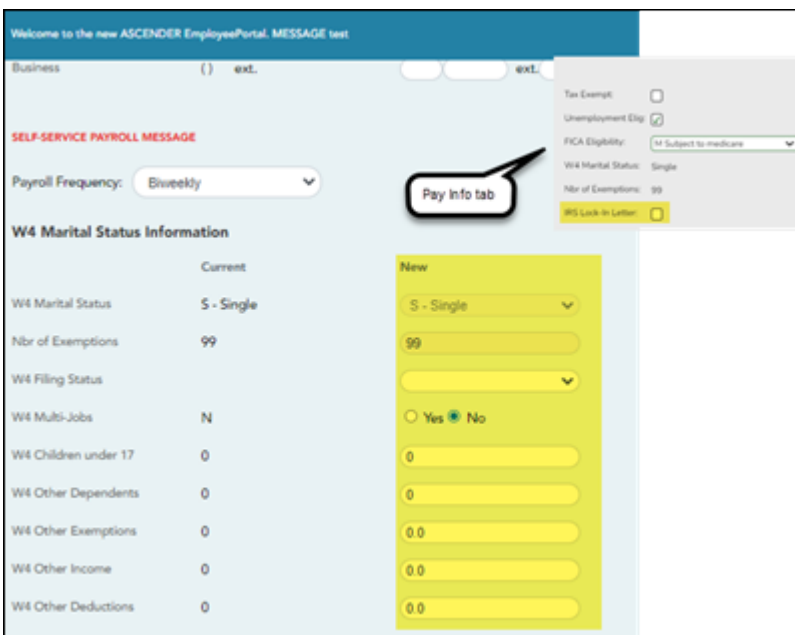 Welcome to the new ASCENDER EmployeePortal. MESSAGE test
Business () ext. ext.
SELF-SERVICE PAYROLL MESSAGE
Payroll Frequency: Biweekly
Pay Info tab
Tax Exempt:
Unemployment Elig:
FICA Eligibility: M Subject to medicare
W4 Marital Status: Single
Nbr of Exemptions: 99
IRS Lock-In Letter:
W4 Marital Status Information
Current New
W4 Marital Status S - Single S - Single
Nbr of Exemptions 99 99
W4 Filing Status
W4 Multi-Jobs N Yes No
W4 Children under 17 0 0
W4 Other Dependents 0 0
W4 Other Exemptions 0 0.0
W4 Other Income 0 0.0
W4 Other Deductions 0 0.0